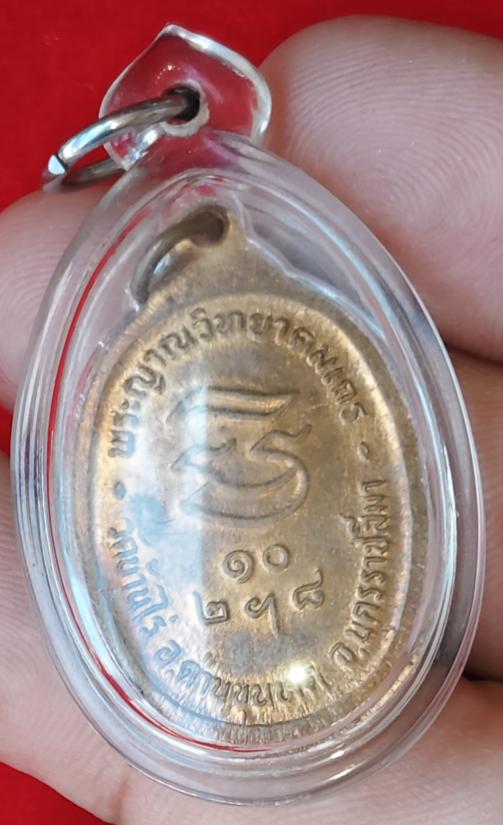 พระญาณวิทยาคมเถร
๑๐
๒ ฯ ๘
• วัดบ้านไร่ อ.ด่านขุนทด จ.นครราชสีมา •